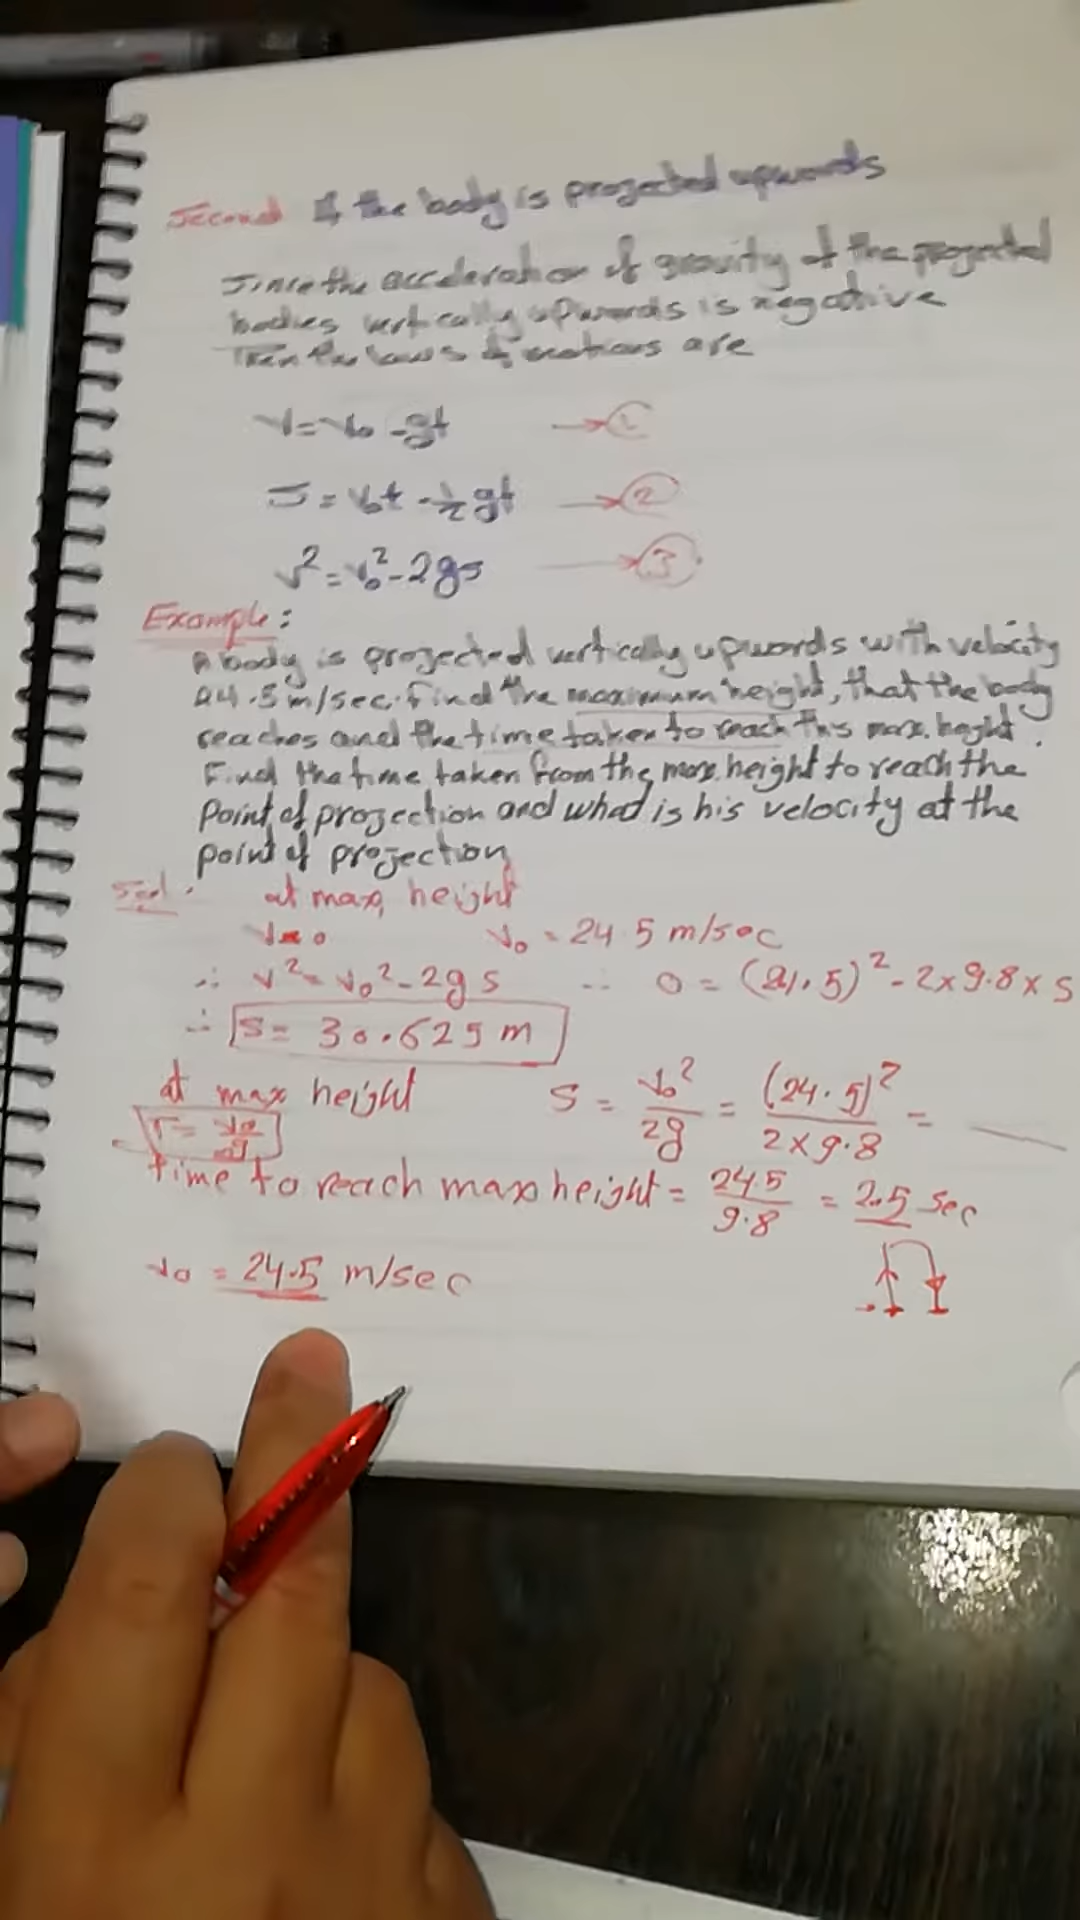 Second If the body is projected upwords
Since the acceleration of gravity of the projected
bodies vertically upwards is negative
Then the laws of motions are
V = V₀ - gt → 1
S = V₀t - ½ gt → 2
V² = V₀² - 2gs → 3
Example:
A body is projected vertically upwords with velocity
24.5 m/sec. Find the maximum height, that the body
reaches and the time taken to reach this max. height.
Find the time taken from the max. height to reach the
point of projection and what is his velocity at the
point of projection
Sol. at max, height
V = 0 V₀ = 24.5 m/sec
∴ V² = V₀² - 2gs ∴ 0 = (24.5)² - 2 × 9.8 × S
∴ S = 30.625 m
at max height S = V₀²/2g = (24.5)²/2×9.8 =
T = V₀/g
time to reach max height = 24.5/9.8 = 2.5 sec
V₀ = 24.5 m/sec